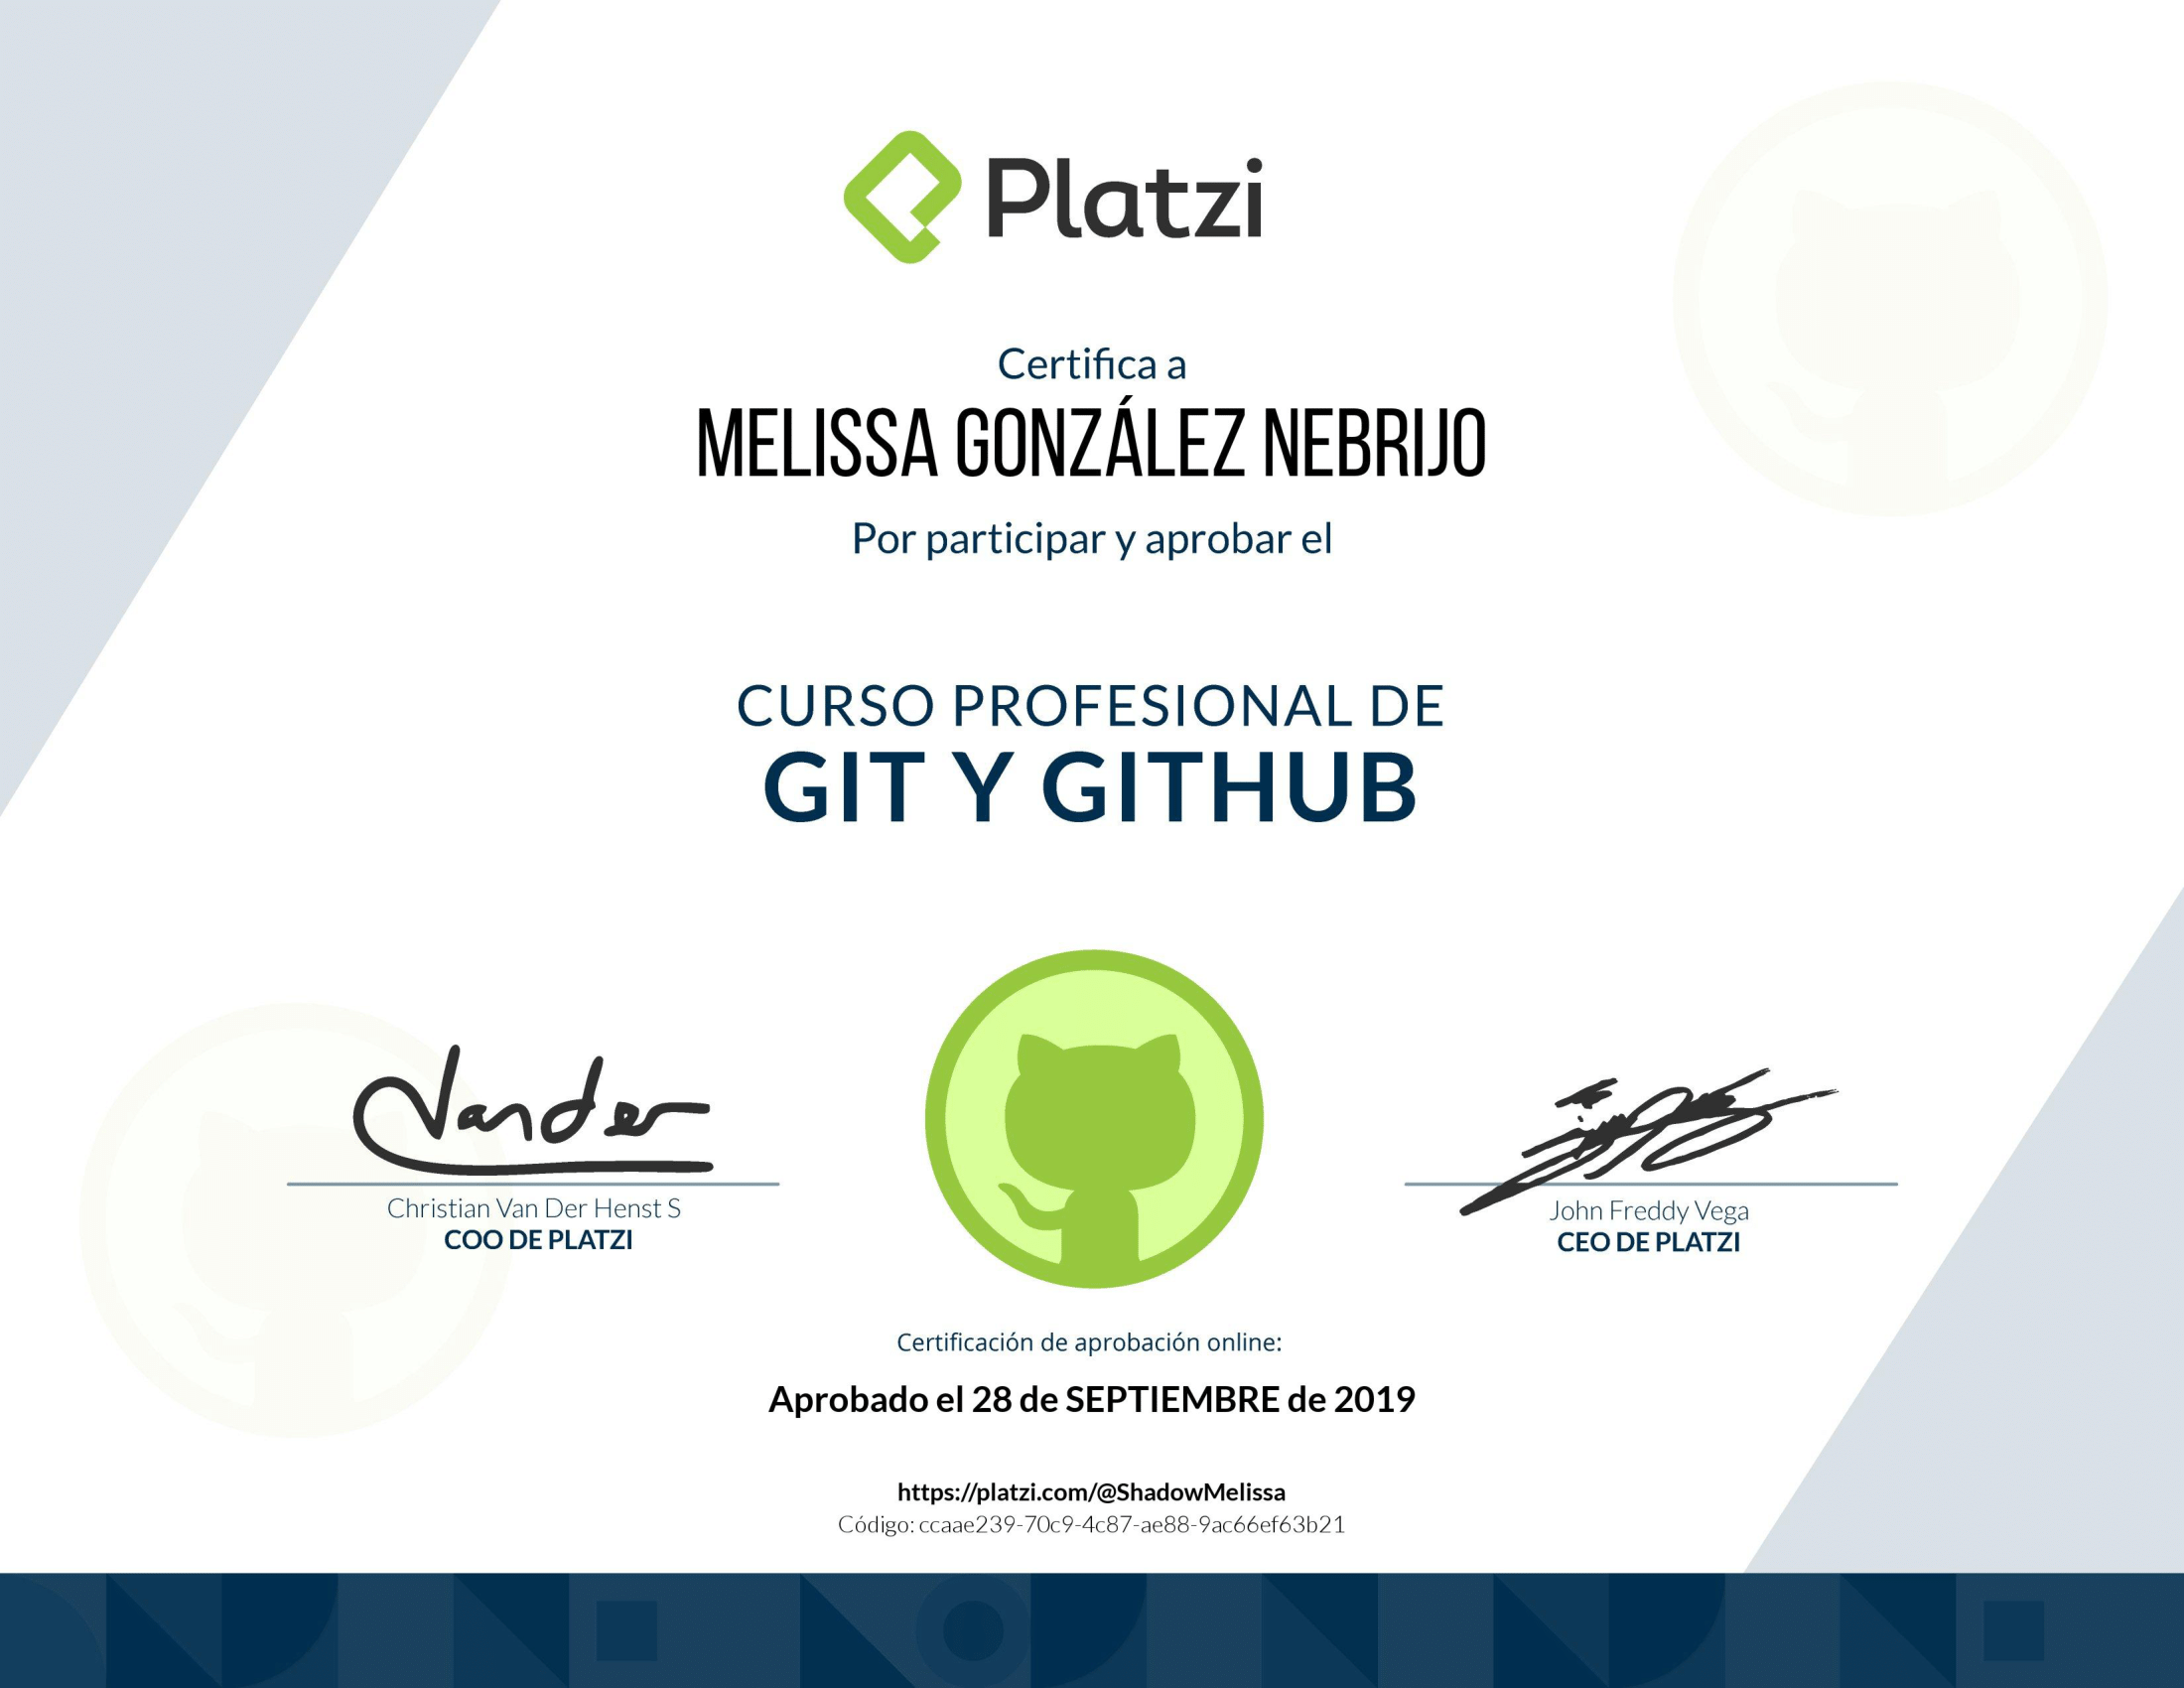 Platzi
Certifica a
MELISSA GONZÁLEZ NEBRIJO
Por participar y aprobar el
CURSO PROFESIONAL DE
GIT Y GITHUB
Vander
Christian Van Der Henst S
COO DE PLATZI
John Freddy Vega
CEO DE PLATZI
Certificación de aprobación online:
Aprobado el 28 de SEPTIEMBRE de 2019
https://platzi.com/@ShadowMelissa
Código: ccaae239-70c9-4c87-ae88-9ac66ef63b21